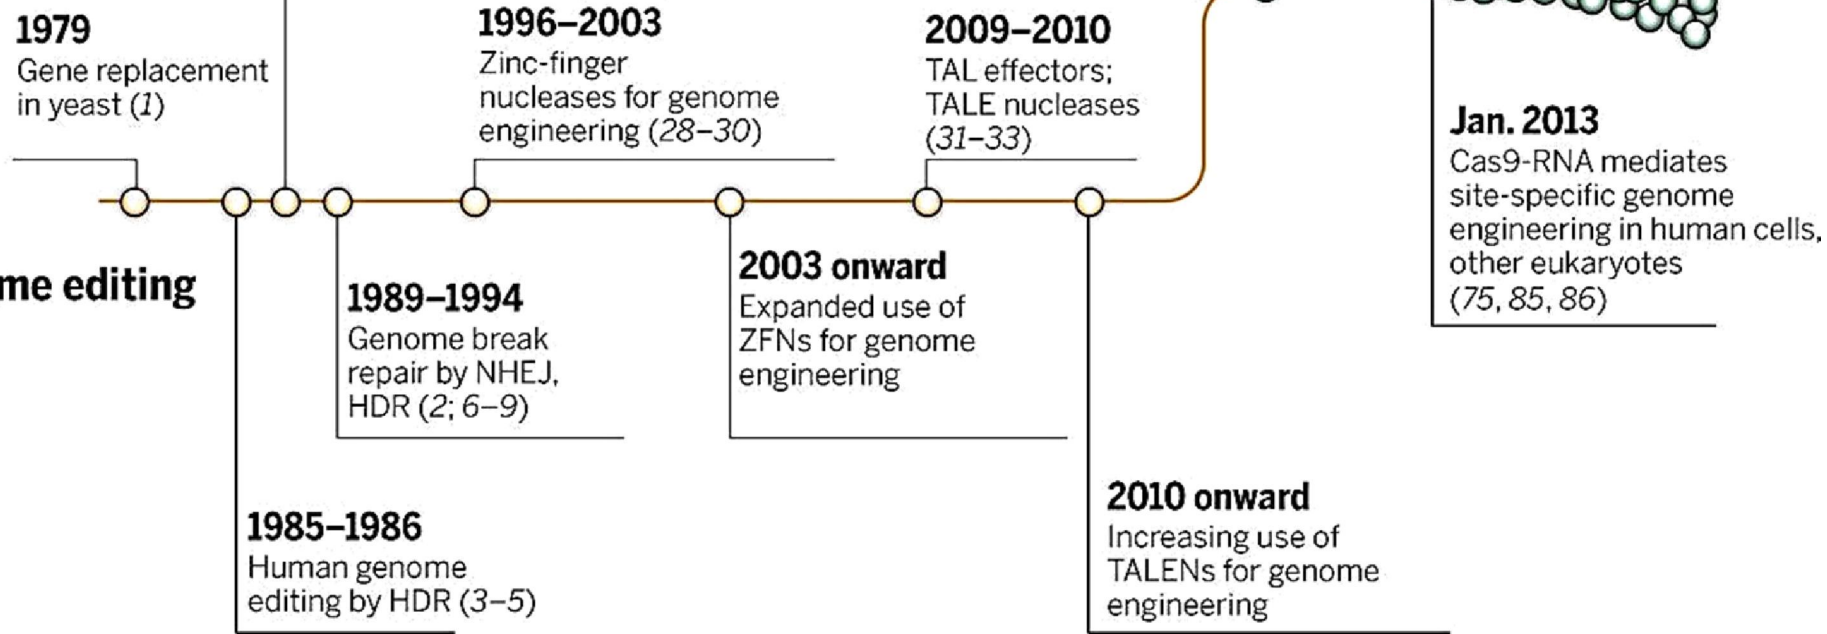 1979
Gene replacement
in yeast (1)
1996–2003
Zinc-finger
nucleases for genome
engineering (28–30)
2009–2010
TAL effectors;
TALE nucleases
(31–33)
Jan. 2013
Cas9-RNA mediates
site-specific genome
engineering in human cells,
other eukaryotes
(75, 85, 86)
me editing
1989–1994
Genome break
repair by NHEJ,
HDR (2; 6–9)
2003 onward
Expanded use of
ZFNs for genome
engineering
1985–1986
Human genome
editing by HDR (3–5)
2010 onward
Increasing use of
TALENs for genome
engineering